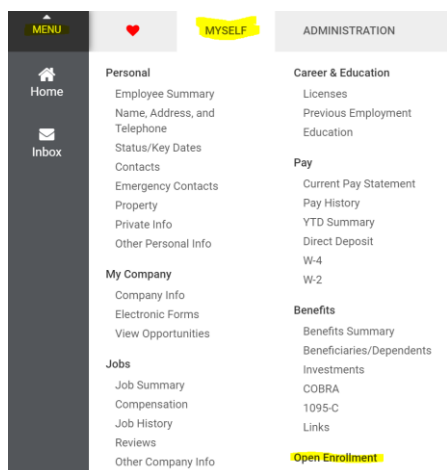 MENU
MYSELF
ADMINISTRATION
Home
Inbox
Personal
Employee Summary
Name, Address, and
Telephone
Status/Key Dates
Contacts
Emergency Contacts
Property
Private Info
Other Personal Info
My Company
Company Info
Electronic Forms
View Opportunities
Jobs
Job Summary
Compensation
Job History
Reviews
Other Company Info
Career & Education
Licenses
Previous Employment
Education
Pay
Current Pay Statement
Pay History
YTD Summary
Direct Deposit
W-4
W-2
Benefits
Benefits Summary
Beneficiaries/Dependents
Investments
COBRA
1095-C
Links
Open Enrollment